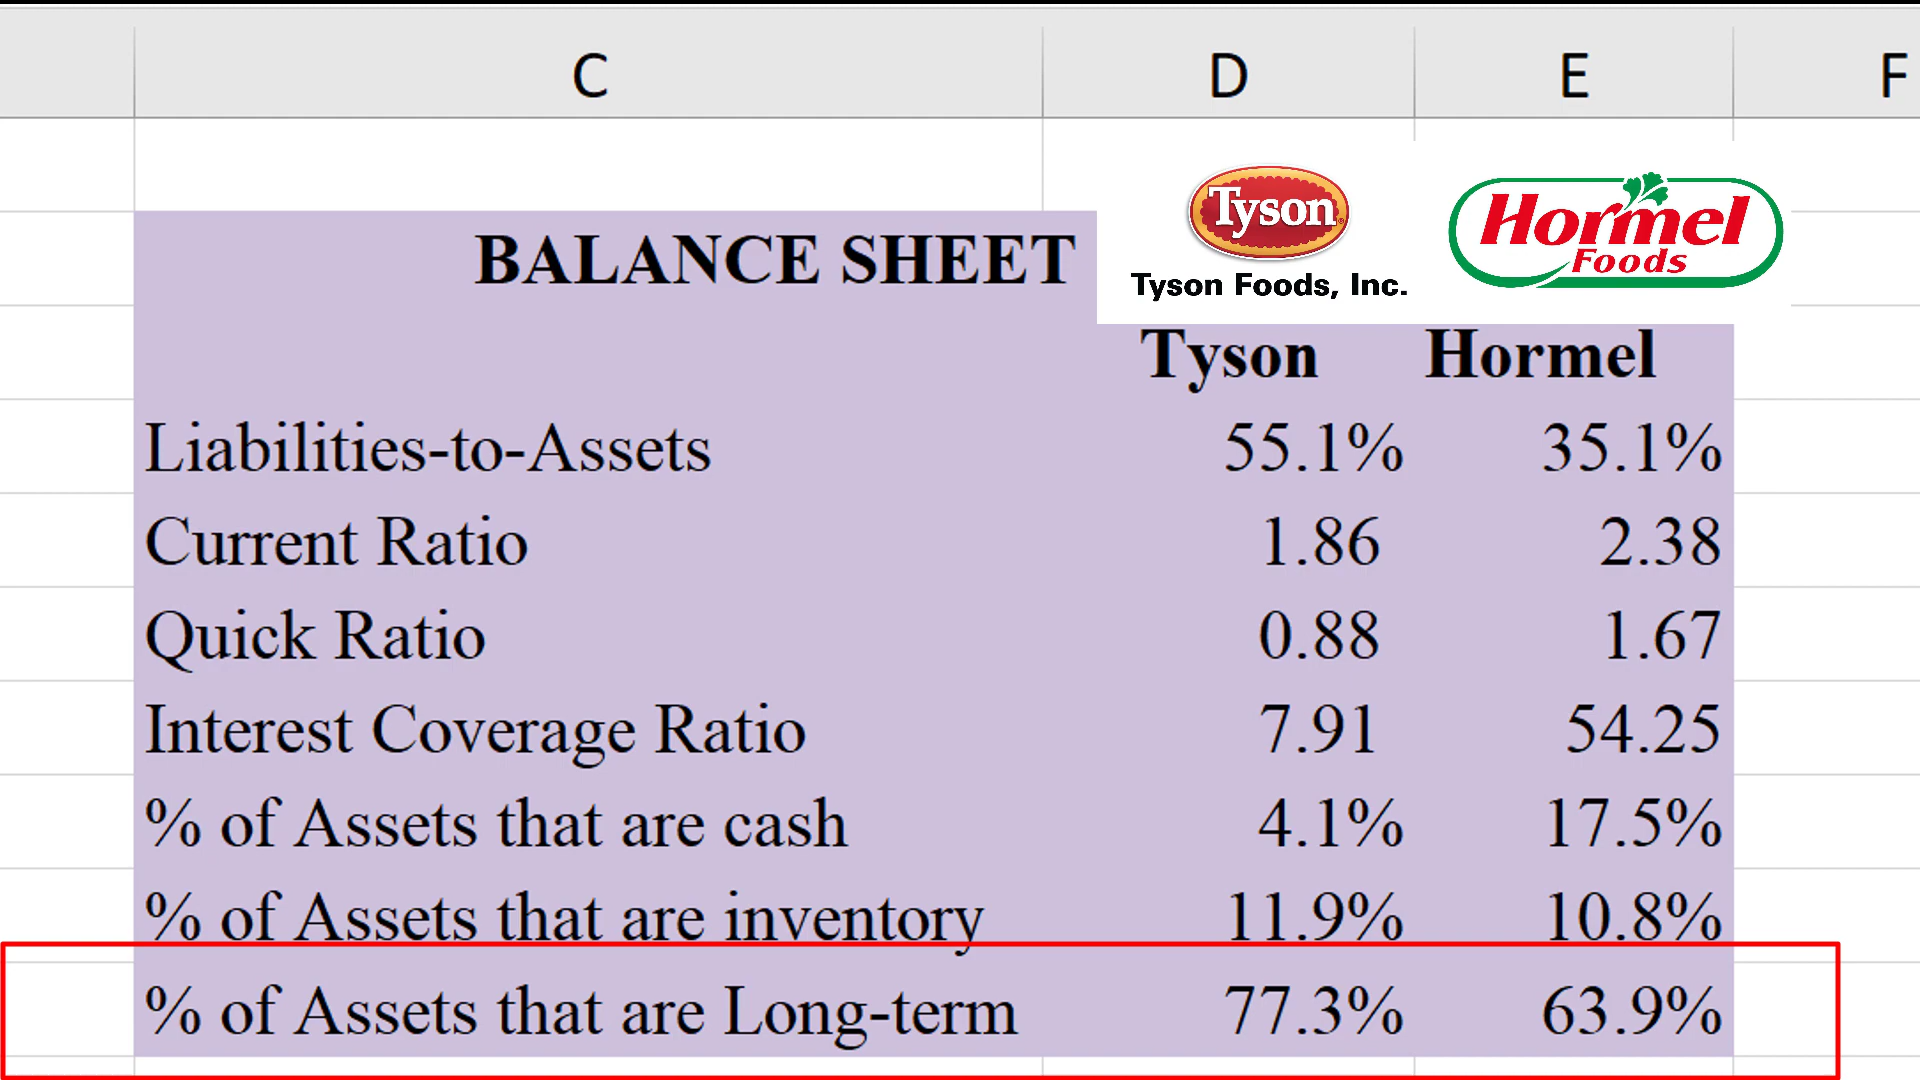 C D E F
Tyson
Tyson Foods, Inc.
Hormel
Foods
BALANCE SHEET
Tyson Hormel
Liabilities-to-Assets 55.1% 35.1%
Current Ratio 1.86 2.38
Quick Ratio 0.88 1.67
Interest Coverage Ratio 7.91 54.25
% of Assets that are cash 4.1% 17.5%
% of Assets that are inventory 11.9% 10.8%
% of Assets that are Long-term 77.3% 63.9%